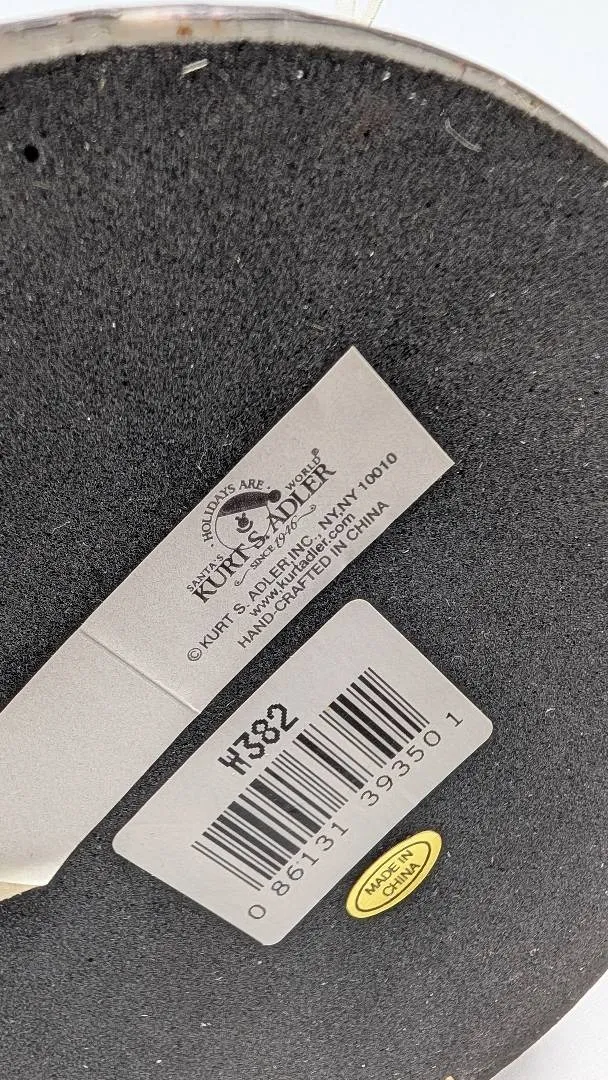 SANTA'S
·HOLIDAYS ARE·
WORLD®
KURT S. ADLER
SINCE 1946
© KURT S. ADLER, INC., NY, NY 10010
www.kurtadler.com
HAND-CRAFTED IN CHINA
W382
0 86131 39350 1
MADE IN
CHINA